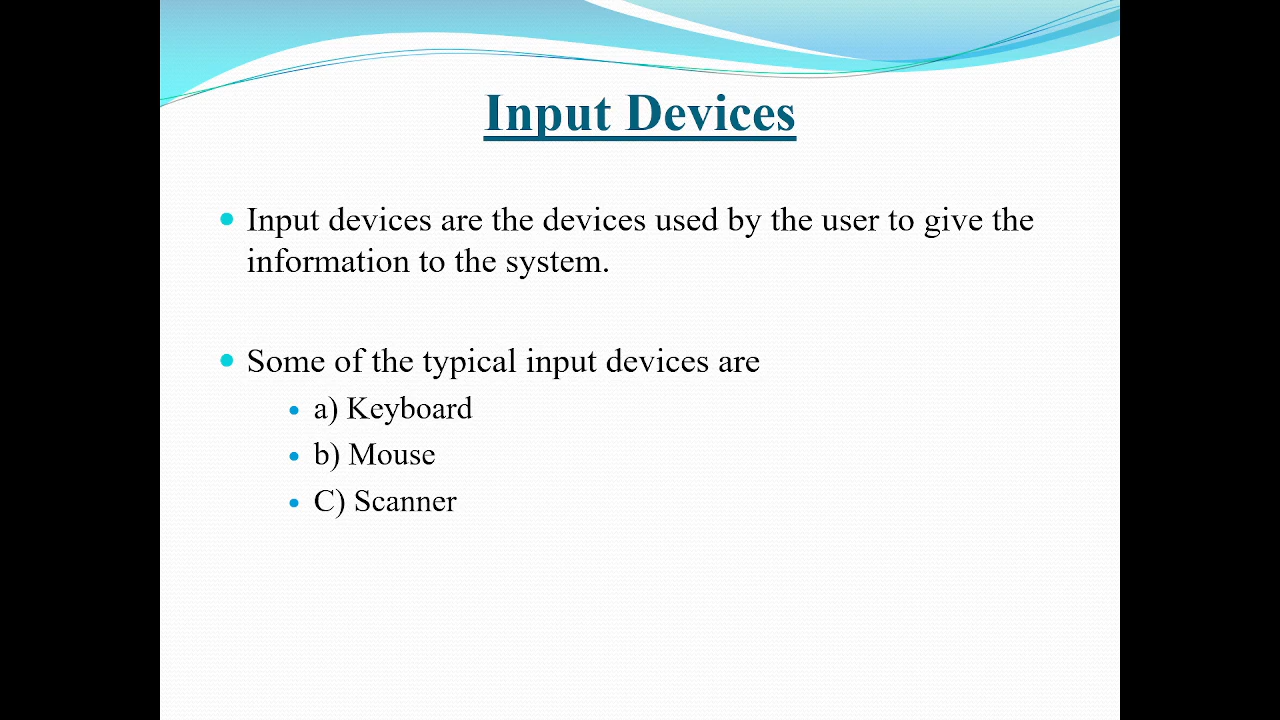 Input Devices
Input devices are the devices used by the user to give the
information to the system.
Some of the typical input devices are
a) Keyboard
b) Mouse
C) Scanner